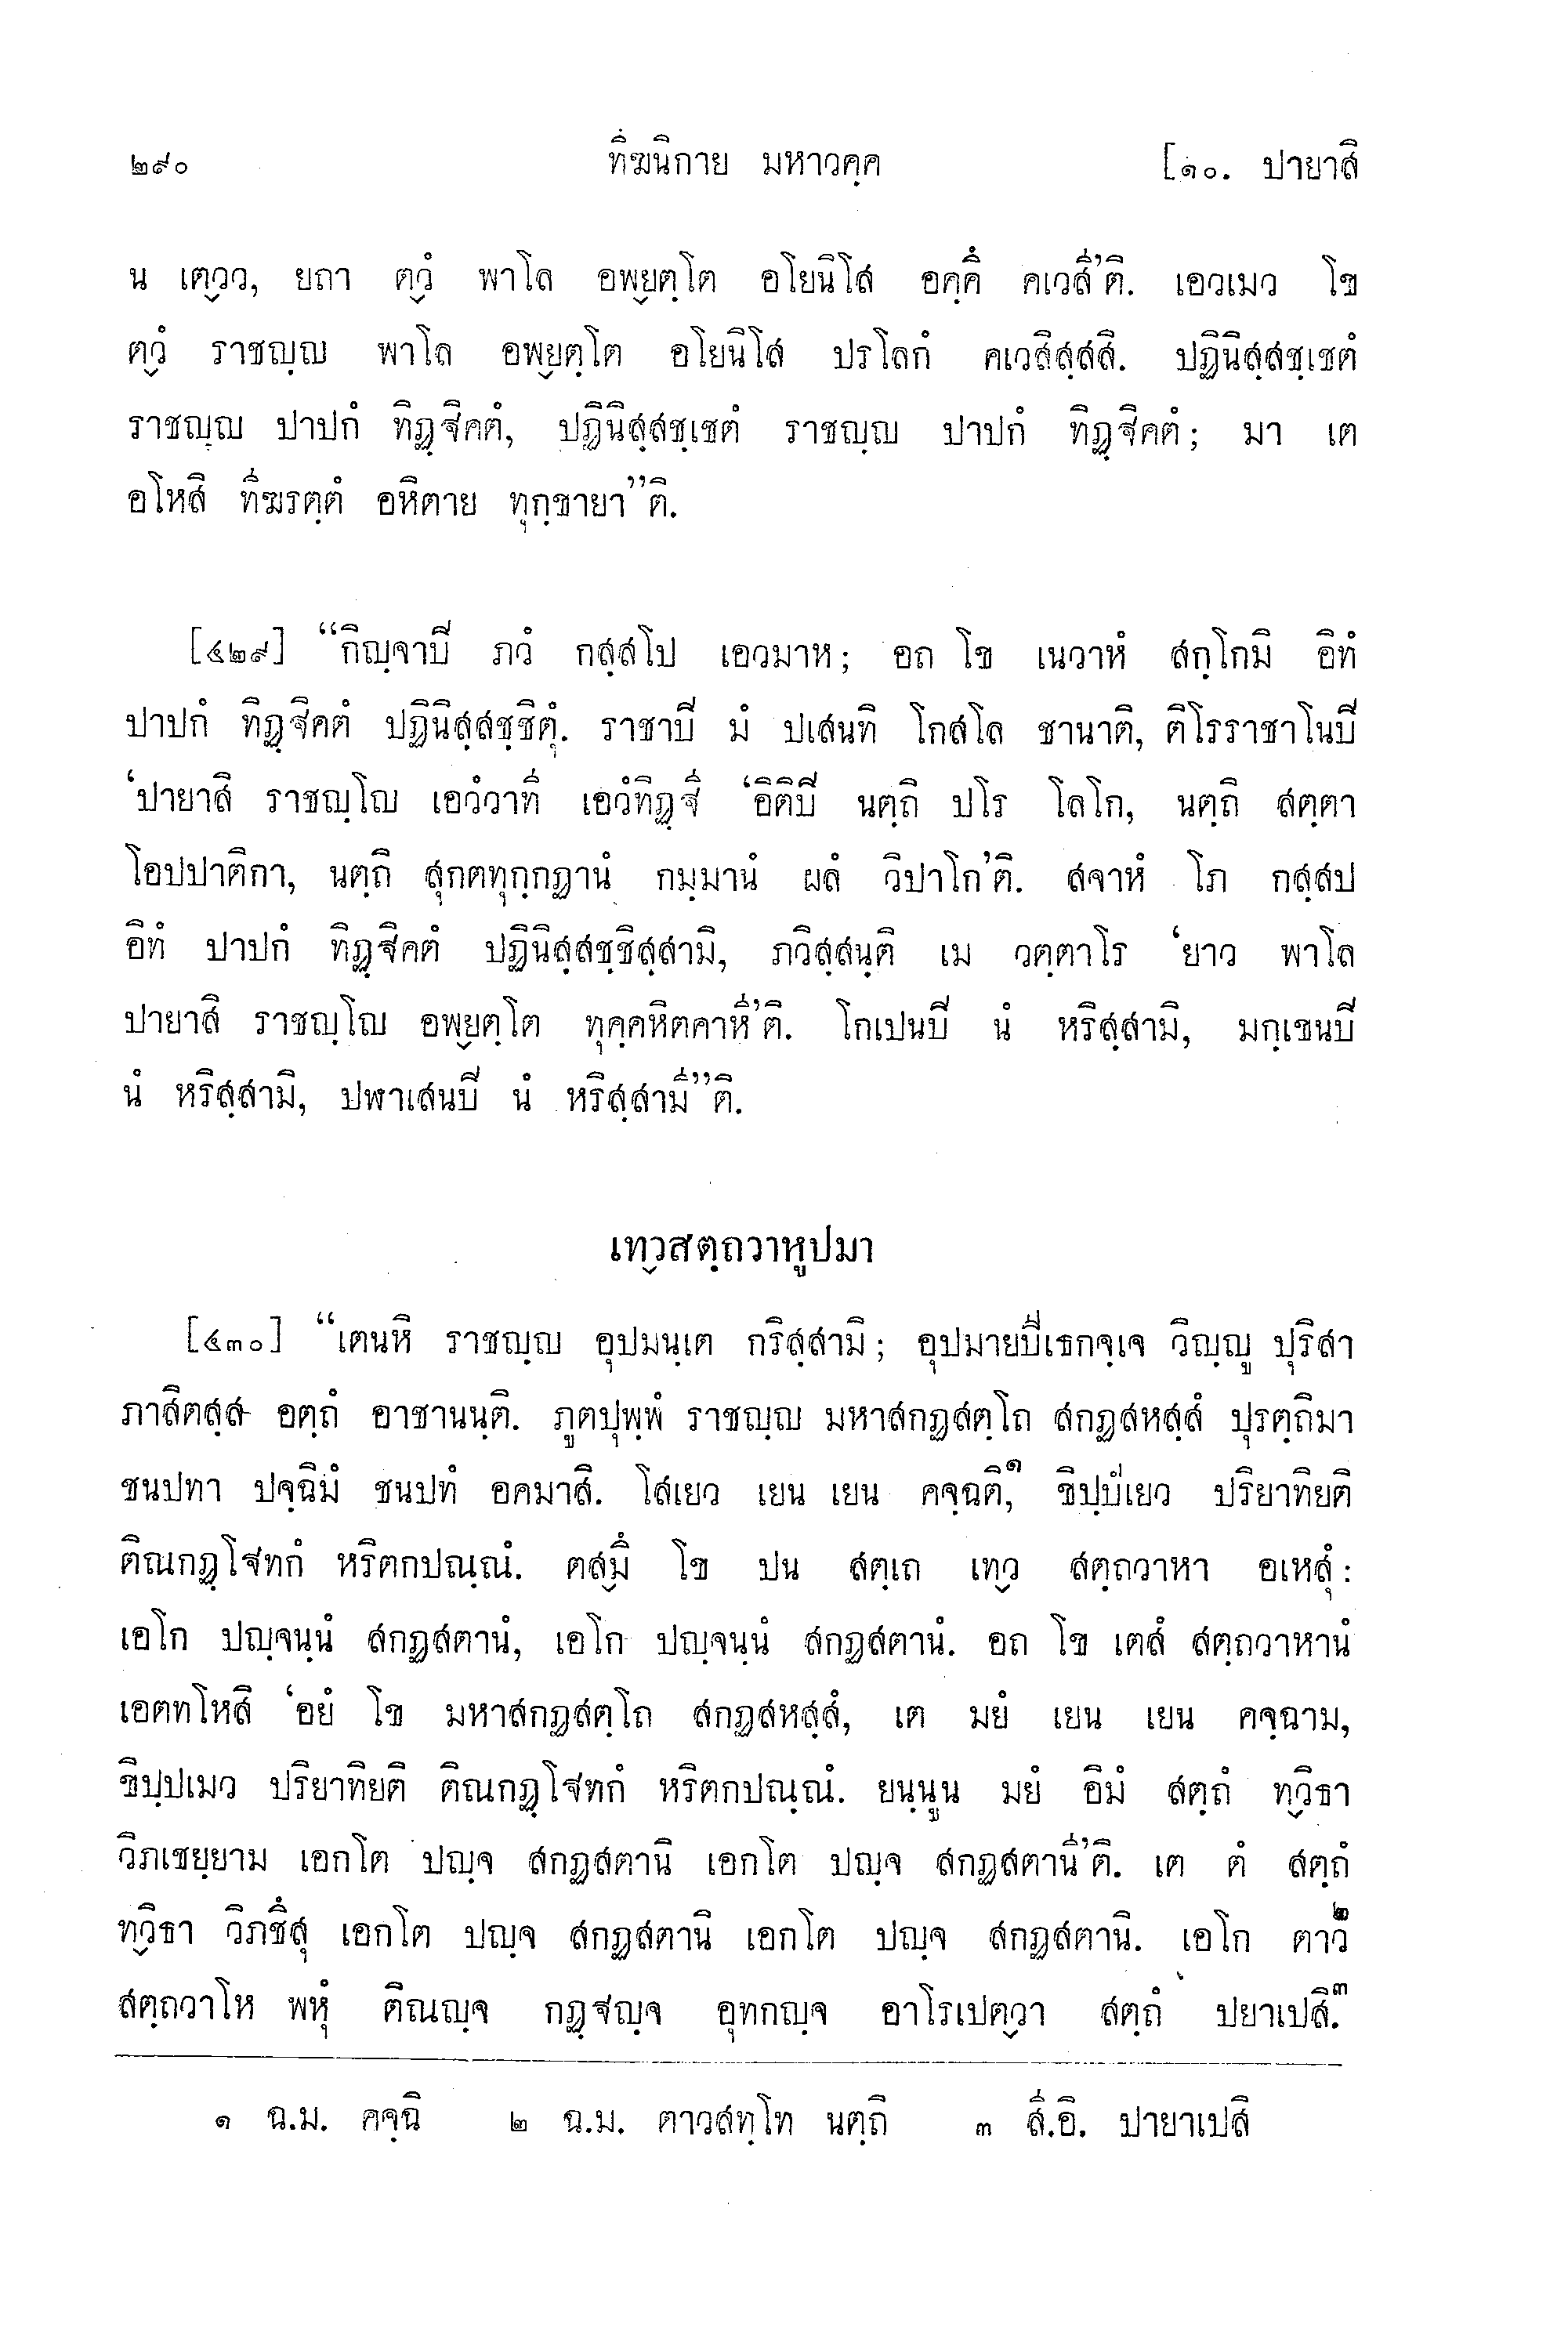 ๒๙๐ ทีฆนิกาย มหาวคฺค [๑๐. ปายาสิ
น เต๎วว, ยถา ต๎วํ พาโล อพ๎ยตฺโต อโยนิโส อคฺคึ คเวสี’ติ. เอวเมว โข
ต๎วํ ราชญฺญ พาโล อพ๎ยตฺโต อโยนิโส ปรโลกํ คเวสิสฺสสิ. ปฏินิสฺสชฺเชตํ
ราชญฺญ ปาปกํ ทิฏฺฐิคตํ, ปฏินิสฺสชฺเชตํ ราชญฺญ ปาปกํ ทิฏฺฐิคตํ; มา เต
อโหสิ ทีฆรตฺตํ อหิตาย ทุกฺขายา”ติ.
[๔๒๙] “กิญฺจาปิ ภวํ กสฺสโป เอวมาห; อถ โข เนวาหํ สกฺโกมิ อิทํ
ปาปกํ ทิฏฺฐิคตํ ปฏินิสฺสชฺชิตุํ. ราชาปิ มํ ปเสนทิ โกสโล ชานาติ, ติโรราชาโนปิ
‘ปายาสิ ราชญฺโญ เอวํวาที เอวํทิฏฺฐี ‘อิติปิ นตฺถิ ปโร โลโก, นตฺถิ สตฺตา
โอปปาติกา, นตฺถิ สุกตทุกฺกฏานํ กมฺมานํ ผลํ วิปาโก’ติ. สจาหํ โภ กสฺสป
อิทํ ปาปกํ ทิฏฺฐิคตํ ปฏินิสฺสชฺชิสฺสามิ, ภวิสฺสนฺติ เม วตฺตาโร ‘ยาว พาโล
ปายาสิ ราชญฺโญ อพ๎ยตฺโต ทุคฺคหิตคาหี’ติ. โกเปนปิ นํ หริสฺสามิ, มกฺเขนปิ
นํ หริสฺสามิ, ปฬาเสนปิ นํ หริสฺสามี”ติ.
เท๎วสตฺถวาหูปมา
[๔๓๐] “เตนหิ ราชญฺญ อุปมนฺเต กริสฺสามิ; อุปมายปีเธกจฺเจ วิญฺญู ปุริสา
ภาสิตสฺส อตฺถํ อาชานนฺติ. ภูตปุพฺพํ ราชญฺญ มหาสกฏสตฺโถ สกฏสหสฺสํ ปุรตฺถิมา
ชนปทา ปจฺฉิมํ ชนปทํ อคมาสิ. โสเยว เยน เยน คจฺฉติ,๑ ขิปฺปํเยว ปริยาทิยติ
ติณกฏฺโฐทกํ หริตกปณฺณํ. ตส๎มึ โข ปน สตฺเถ เท๎ว สตฺถวาหา อเหสุํ:
เอโก ปญฺจนฺนํ สกฏสตานํ, เอโก ปญฺจนฺนํ สกฏสตานํ. อถ โข เตสํ สตฺถวาหานํ
เอตทโหสิ ‘อยํ โข มหาสกฏสตฺโถ สกฏสหสฺสํ, เต มยํ เยน เยน คจฺฉาม,
ขิปฺปเมว ปริยาทิยติ ติณกฏฺโฐทกํ หริตกปณฺณํ. ยนฺนูน มยํ อิมํ สตฺถํ ท๎วิธา
วิภเชยฺยาม เอกโต ปญฺจ สกฏสตานิ เอกโต ปญฺจ สกฏสตานี’ติ. เต ตํ สตฺถํ
ท๎วิธา วิภชึสุ เอกโต ปญฺจ สกฏสตานิ เอกโต ปญฺจ สกฏสตานิ. เอโก ตาว๒
สตฺถวาโห พหุํ ติณญฺจ กฏฺฐญฺจ อุทกญฺจ อาโรเปต๎วา สตฺถํ ปยาเปสิ.๓
๑ ฉ.ม. คจฺฉิ ๒ ฉ.ม. ตาวสทฺโท นตฺถิ ๓ สี.อิ. ปายาเปสิ